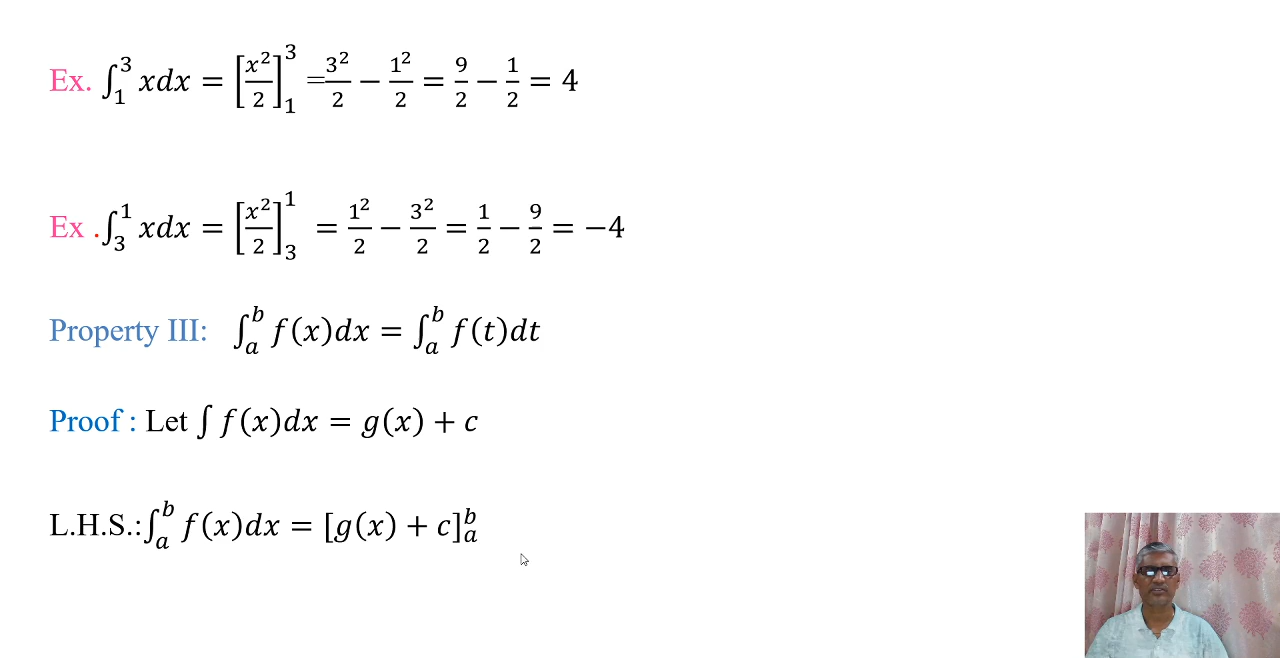 Ex. ∫₁³ xdx = [x²/2]₁³ = 3²/2 − 1²/2 = 9/2 − 1/2 = 4
Ex .∫₃¹ xdx = [x²/2]₃¹ = 1²/2 − 3²/2 = 1/2 − 9/2 = −4
Property III: ∫ₐᵇ f(x)dx = ∫ₐᵇ f(t)dt
Proof : Let ∫ f(x)dx = g(x) + c
L.H.S.:∫ₐᵇ f(x)dx = [g(x) + c]ₐᵇ